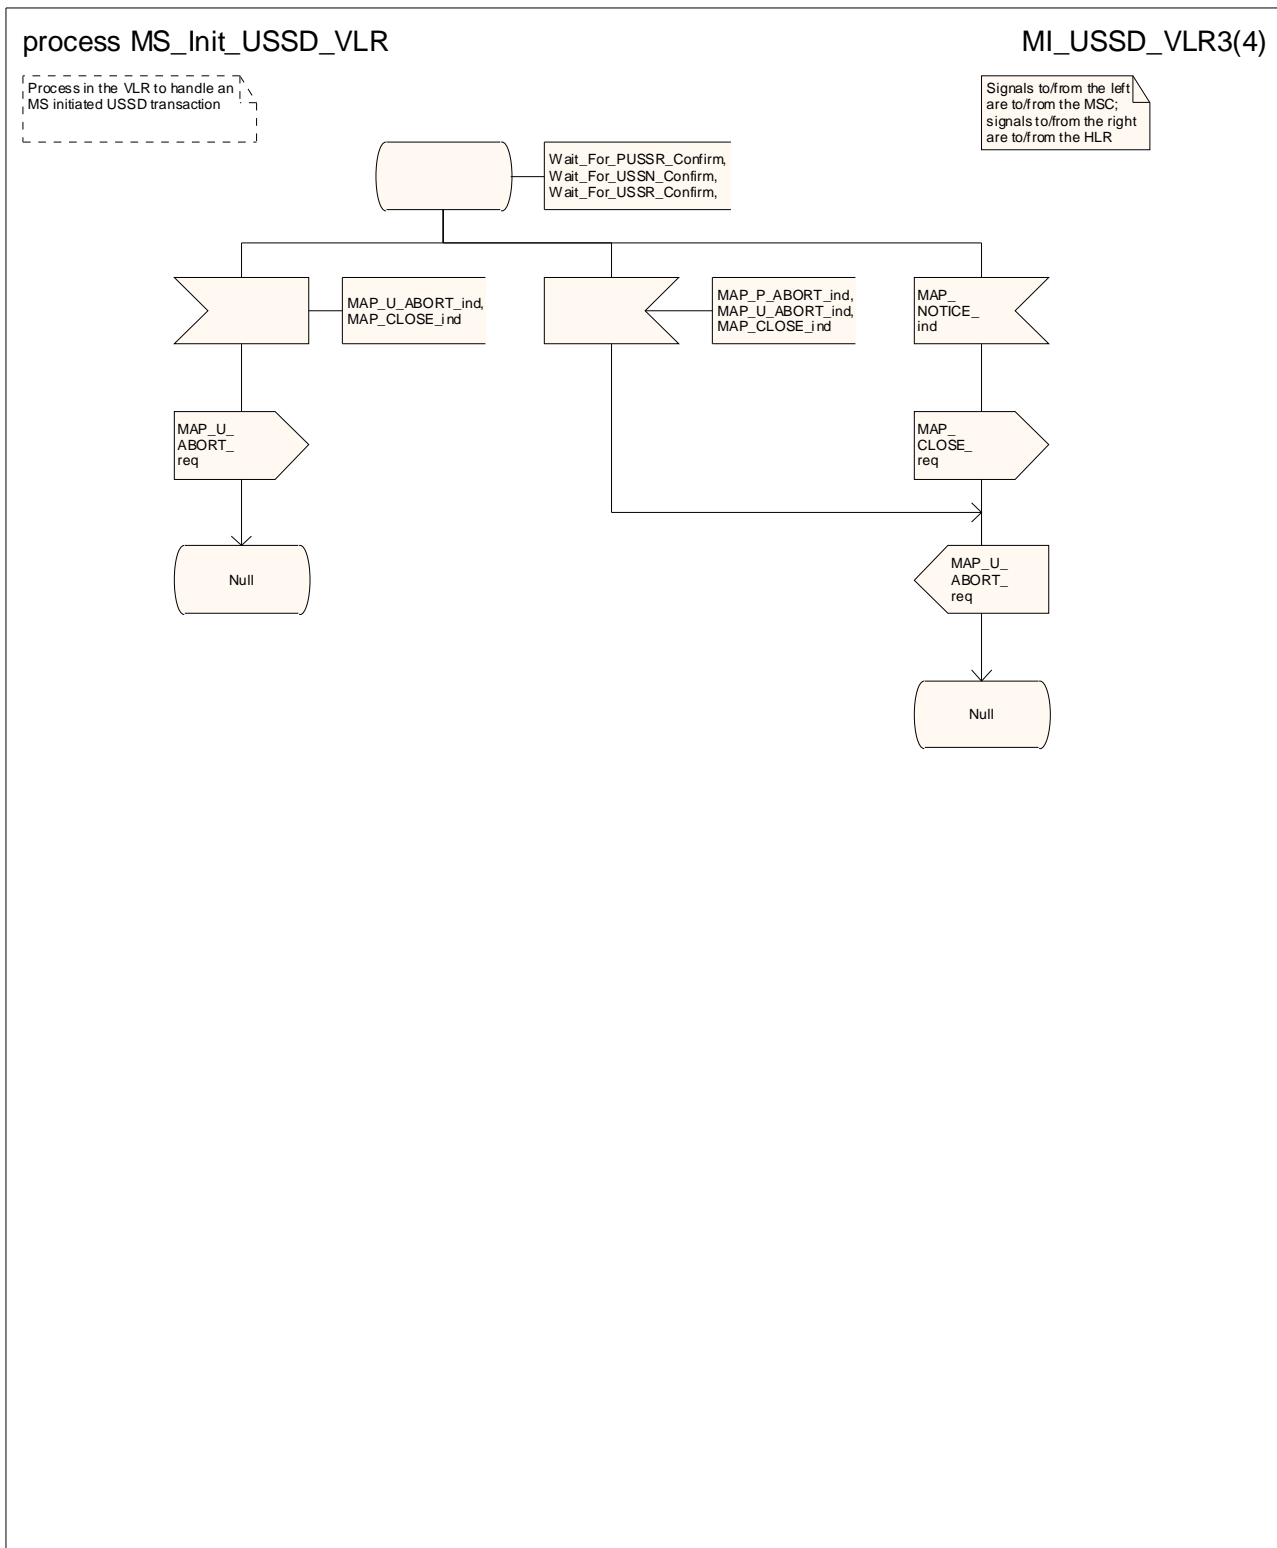 process MS_Init_USSD_VLR
MI_USSD_VLR3(4)
Process in the VLR to handle an
MS initiated USSD transaction
Signals to/from the left
are to/from the MSC;
signals to/from the right
are to/from the HLR
Wait_For_PUSSR_Confirm,
Wait_For_USSN_Confirm,
Wait_For_USSR_Confirm,
MAP_U_ABORT_ind,
MAP_CLOSE_ind
MAP_P_ABORT_ind,
MAP_U_ABORT_ind,
MAP_CLOSE_ind
MAP_
NOTICE_
ind
MAP_U_
ABORT_
req
MAP_
CLOSE_
req
Null
MAP_U_
ABORT_
req
Null